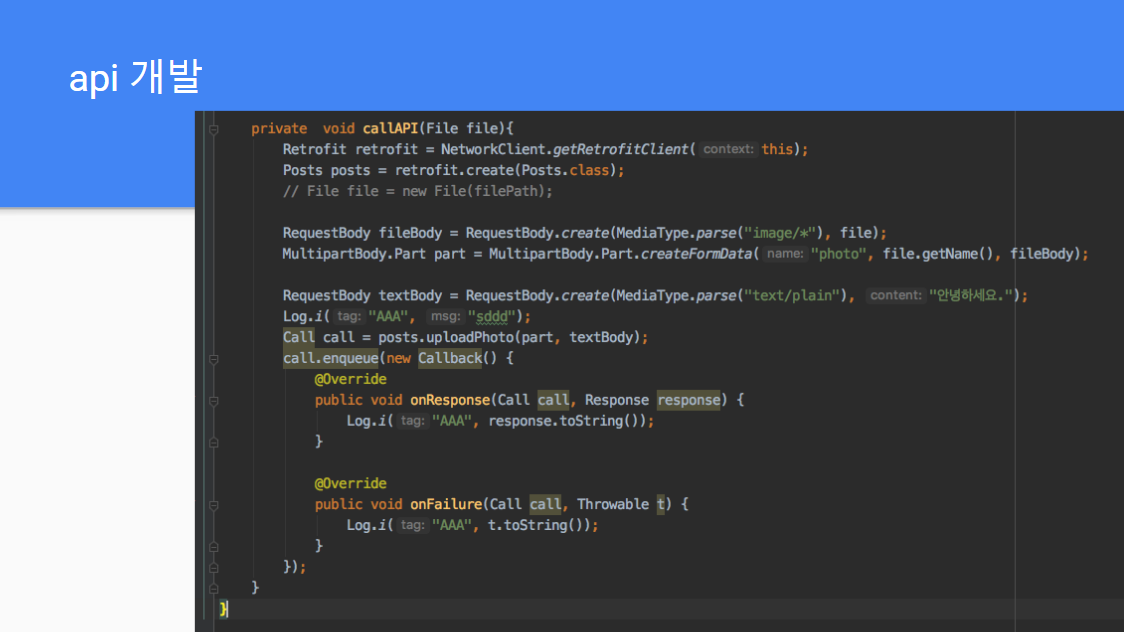 api 개발
private  void callAPI(File file){
Retrofit retrofit = NetworkClient.getRetrofitClient( context: this);
Posts posts = retrofit.create(Posts.class);
// File file = new File(filePath);
RequestBody fileBody = RequestBody.create(MediaType.parse("image/*"), file);
MultipartBody.Part part = MultipartBody.Part.createFormData( name: "photo", file.getName(), fileBody);
RequestBody textBody = RequestBody.create(MediaType.parse("text/plain"), content: "안녕하세요.");
Log.i( tag: "AAA", msg: "sddd");
Call call = posts.uploadPhoto(part, textBody);
call.enqueue(new Callback() {
@Override
public void onResponse(Call call, Response response) {
Log.i( tag: "AAA", response.toString());
}
@Override
public void onFailure(Call call, Throwable t) {
Log.i( tag: "AAA", t.toString());
}
});
}
}